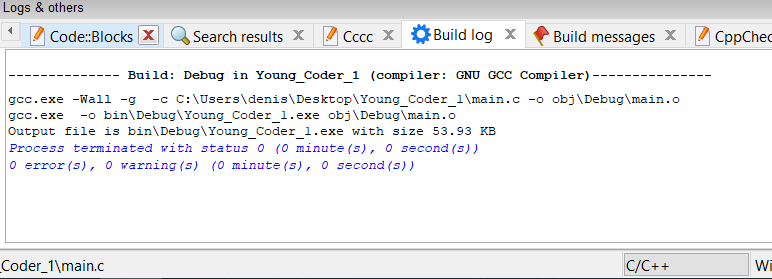 Logs & others
Code::Blocks X Search results X Cccc X Build log X Build messages X CppChec
-------------- Build: Debug in Young_Coder_1 (compiler: GNU GCC Compiler)---------------
gcc.exe -Wall -g  -c C:\Users\denis\Desktop\Young_Coder_1\main.c -o obj\Debug\main.o
gcc.exe  -o bin\Debug\Young_Coder_1.exe obj\Debug\main.o
Output file is bin\Debug\Young_Coder_1.exe with size 53.93 KB
Process terminated with status 0 (0 minute(s), 0 second(s))
0 error(s), 0 warning(s) (0 minute(s), 0 second(s))
_Coder_1\main.c C/C++ Wi